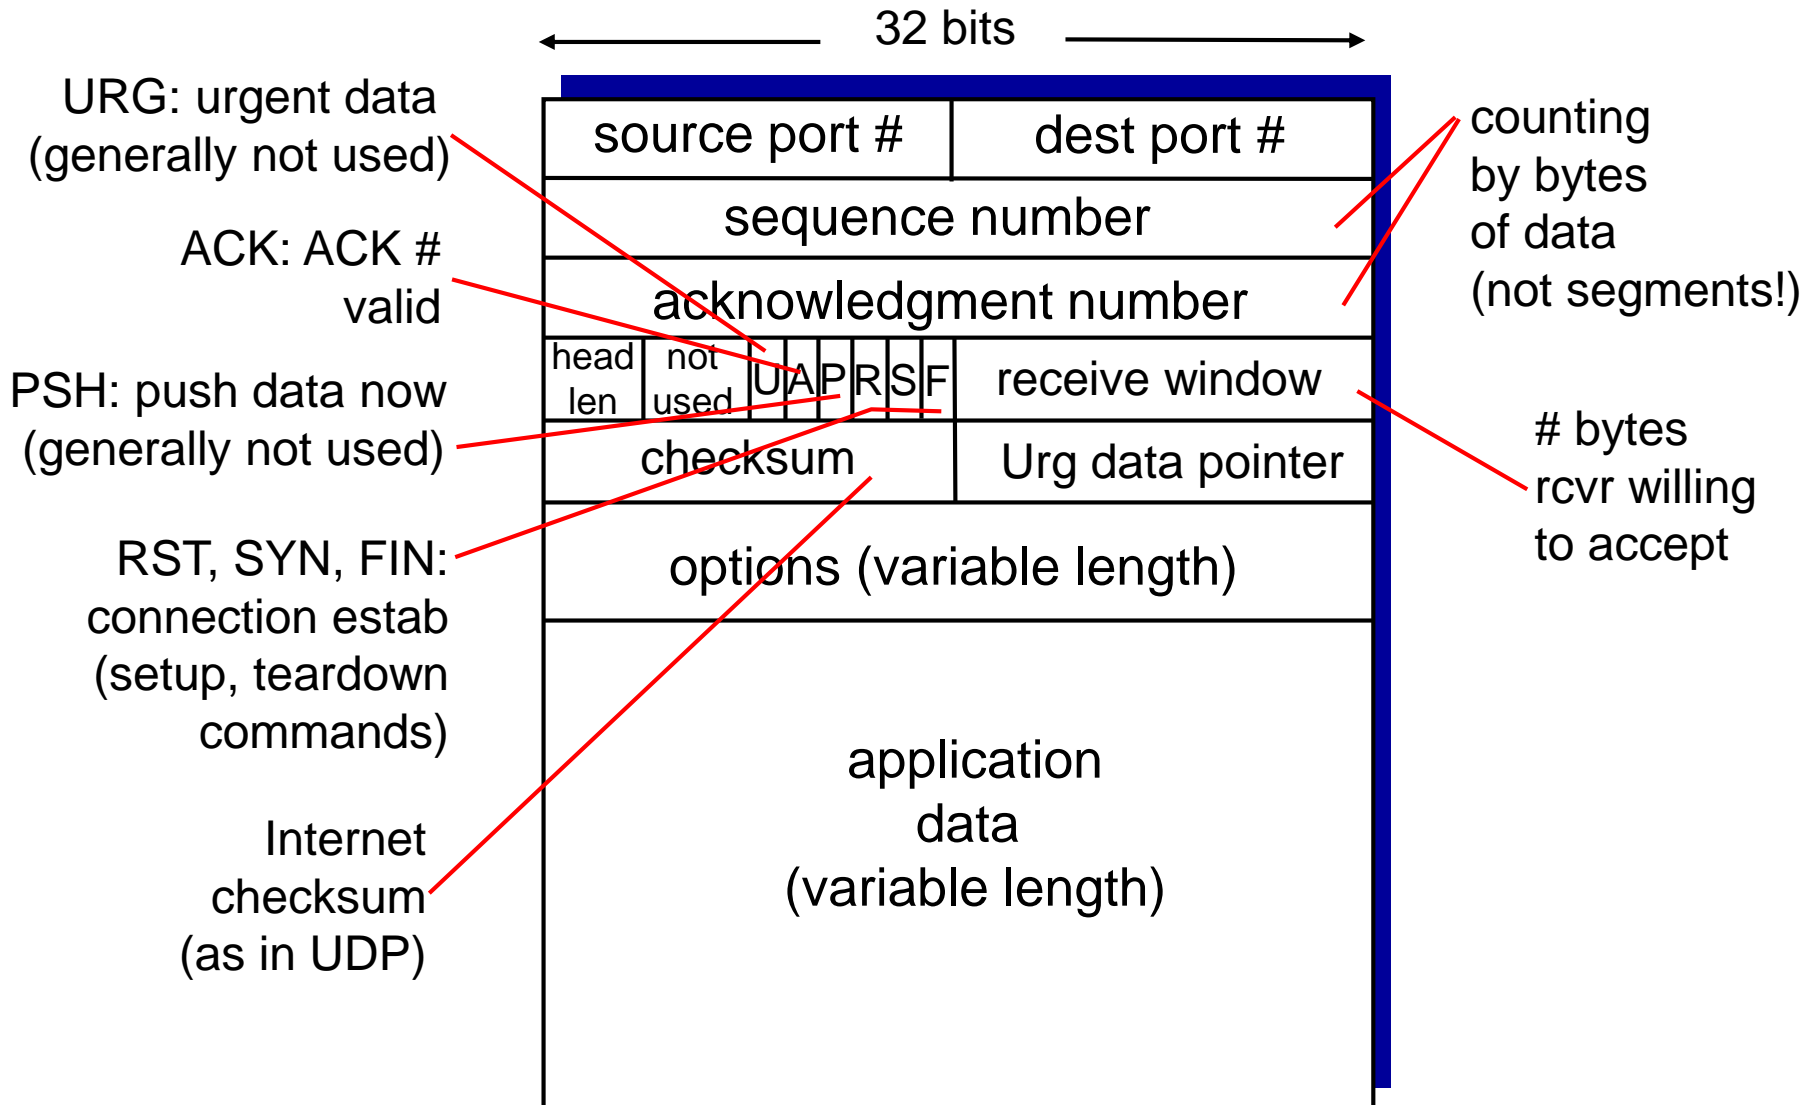 32 bits
URG: urgent data
(generally not used)
ACK: ACK #
valid
PSH: push data now
(generally not used)
RST, SYN, FIN:
connection estab
(setup, teardown
commands)
Internet
checksum
(as in UDP)
source port #
dest port #
sequence number
acknowledgment number
head
len
not
used
U
A
P
R
S
F
receive window
checksum
Urg data pointer
options (variable length)
application
data
(variable length)
counting
by bytes
of data
(not segments!)
# bytes
rcvr willing
to accept